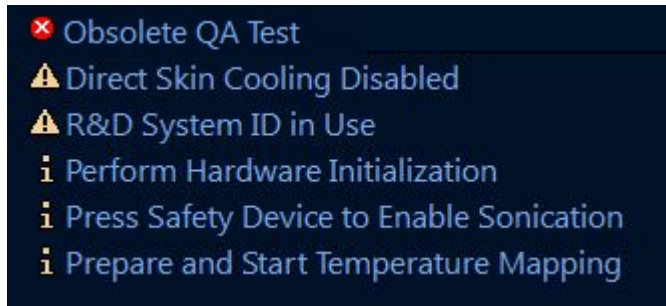 Obsolete QA Test
Direct Skin Cooling Disabled
R&D System ID in Use
i Perform Hardware Initialization
i Press Safety Device to Enable Sonication
i Prepare and Start Temperature Mapping